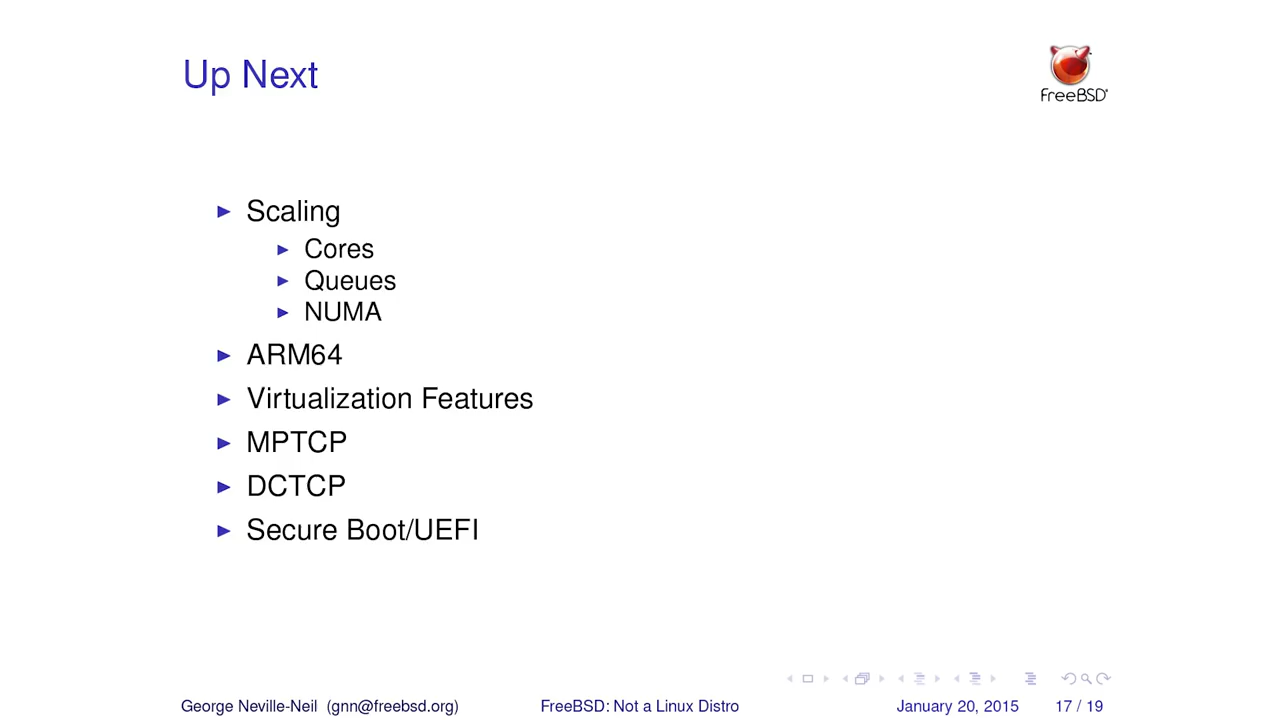 Up Next
FreeBSD
Scaling
Cores
Queues
NUMA
ARM64
Virtualization Features
MPTCP
DCTCP
Secure Boot/UEFI
George Neville-Neil (gnn@freebsd.org) FreeBSD: Not a Linux Distro January 20, 2015 17 / 19